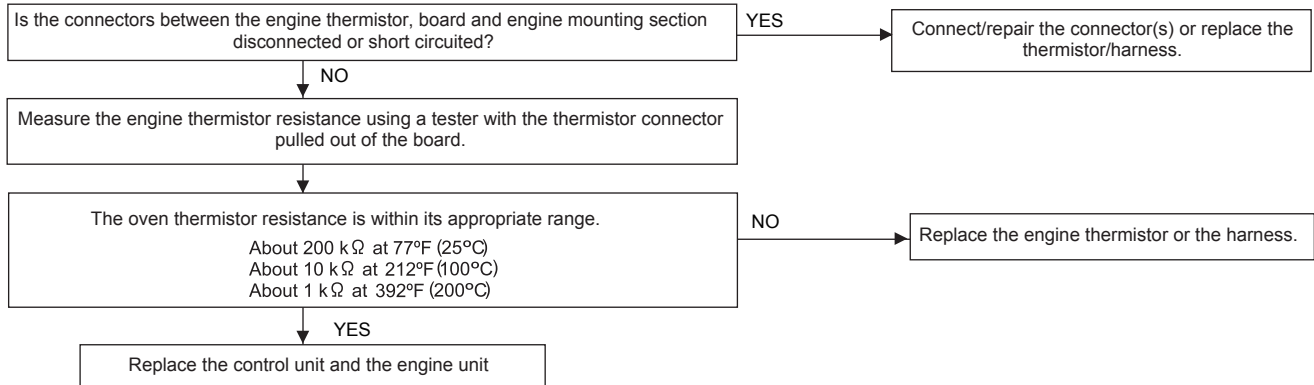 Is the connectors between the engine thermistor, board and engine mounting section
disconnected or short circuited?
YES
Connect/repair the connector(s) or replace the
thermistor/harness.
NO
Measure the engine thermistor resistance using a tester with the thermistor connector
pulled out of the board.
The oven thermistor resistance is within its appropriate range.
About 200 kΩ at 77ºF (25ºC)
About 10 kΩ at 212ºF (100ºC)
About 1 kΩ at 392ºF (200ºC)
NO
Replace the engine thermistor or the harness.
YES
Replace the control unit and the engine unit